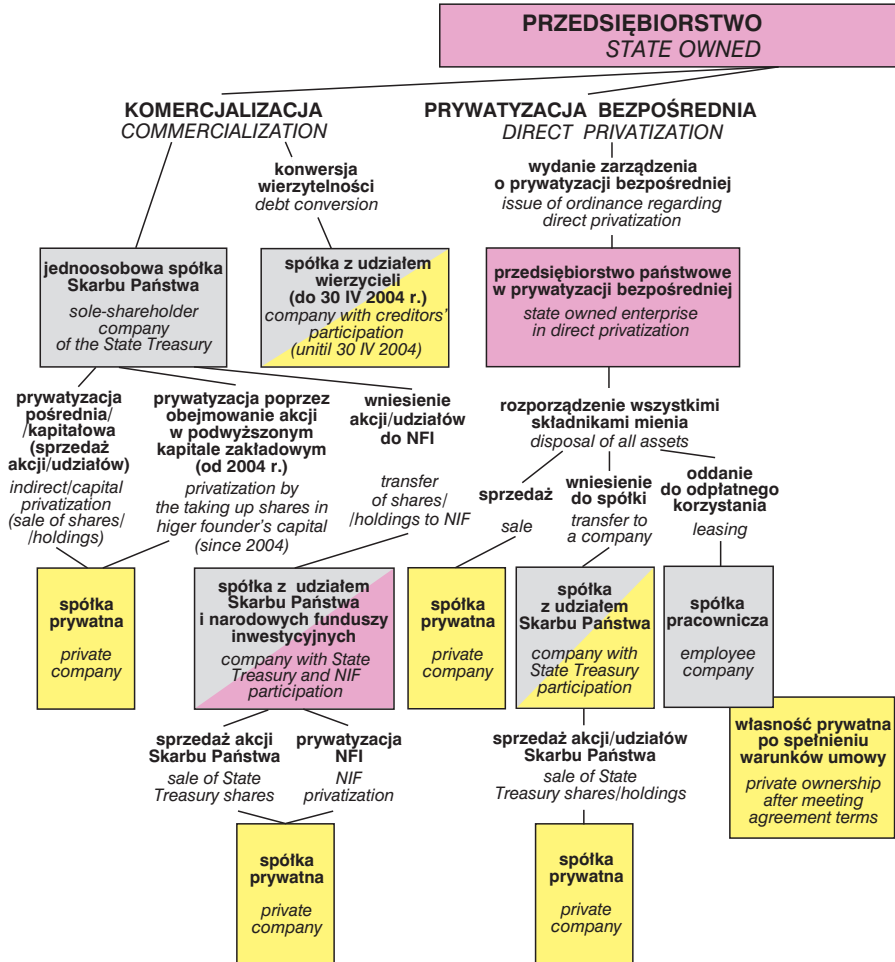 PRZEDSIĘBIORSTWO
STATE OWNED
KOMERCJALIZACJA
COMMERCIALIZATION
PRYWATYZACJA BEZPOŚREDNIA
DIRECT PRIVATIZATION
konwersja
wierzytelności
debt conversion
wydanie zarządzenia
o prywatyzacji bezpośredniej
issue of ordinance regarding
direct privatization
jednoosobowa spółka
Skarbu Państwa
sole-shareholder
company
of the State Treasury
spółka z udziałem
wierzycieli
(do 30 IV 2004 r.)
company with creditors'
participation
(unitil 30 IV 2004)
przedsiębiorstwo państwowe
w prywatyzacji bezpośredniej
state owned enterprise
in direct privatization
prywatyzacja
pośrednia/
/kapitałowa
(sprzedaż
akcji/udziałów)
indirect/capital
privatization
(sale of shares/
/holdings)
prywatyzacja poprzez
obejmowanie akcji
w podwyższonym
kapitale zakładowym
(od 2004 r.)
privatization by
the taking up shares in
higer founder's capital
(since 2004)
wniesienie
akcji/udziałów
do NFI
transfer
of shares/
/holdings to NIF
rozporządzenie wszystkimi
składnikami mienia
disposal of all assets
sprzedaż
sale
wniesienie
do spółki
transfer to
a company
oddanie
do odpłatnego
korzystania
leasing
spółka
prywatna
private
company
spółka z udziałem
Skarbu Państwa
i narodowych funduszy
inwestycyjnych
company with State
Treasury and NIF
participation
spółka
prywatna
private
company
spółka
z udziałem
Skarbu Państwa
company with
State Treasury
participation
spółka
pracownicza
employee
company
własność prywatna
po spełnieniu
warunków umowy
private ownership
after meeting
agreement terms
sprzedaż akcji
Skarbu Państwa
sale of State
Treasury shares
prywatyzacja
NFI
NIF
privatization
sprzedaż akcji/udziałów
Skarbu Państwa
sale of State
Treasury shares/holdings
spółka
prywatna
private
company
spółka
prywatna
private
company